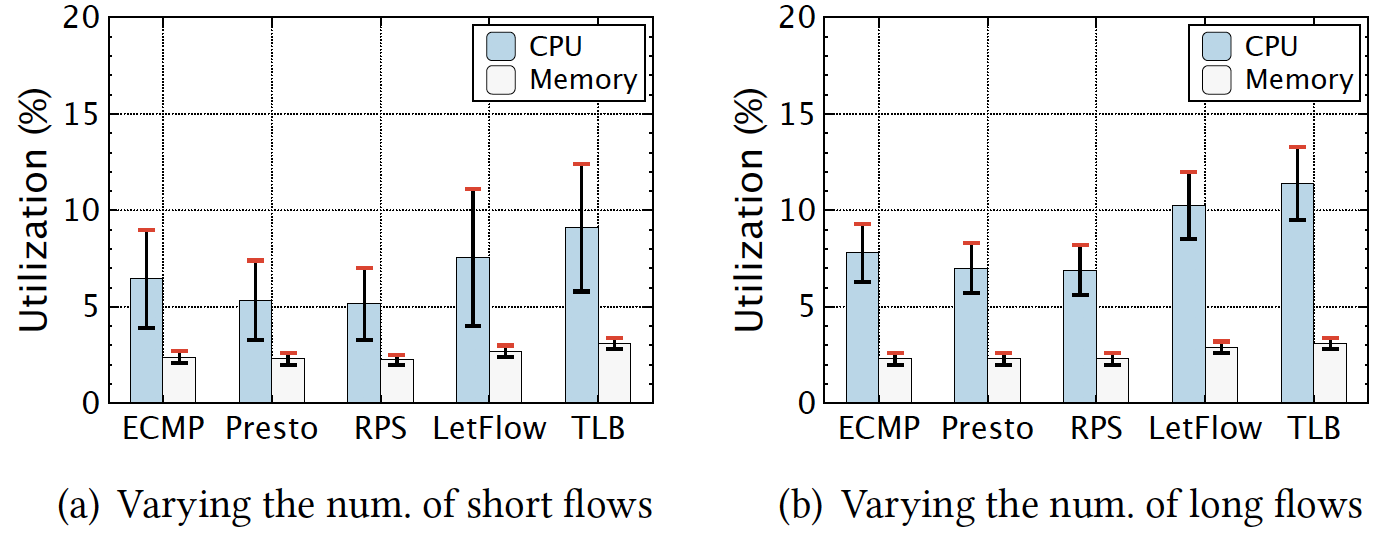 20
15
10
5
0
Utilization (%)
CPU
Memory
ECMP Presto RPS LetFlow TLB
(a) Varying the num. of short flows
20
15
10
5
0
Utilization (%)
CPU
Memory
ECMP Presto RPS LetFlow TLB
(b) Varying the num. of long flows